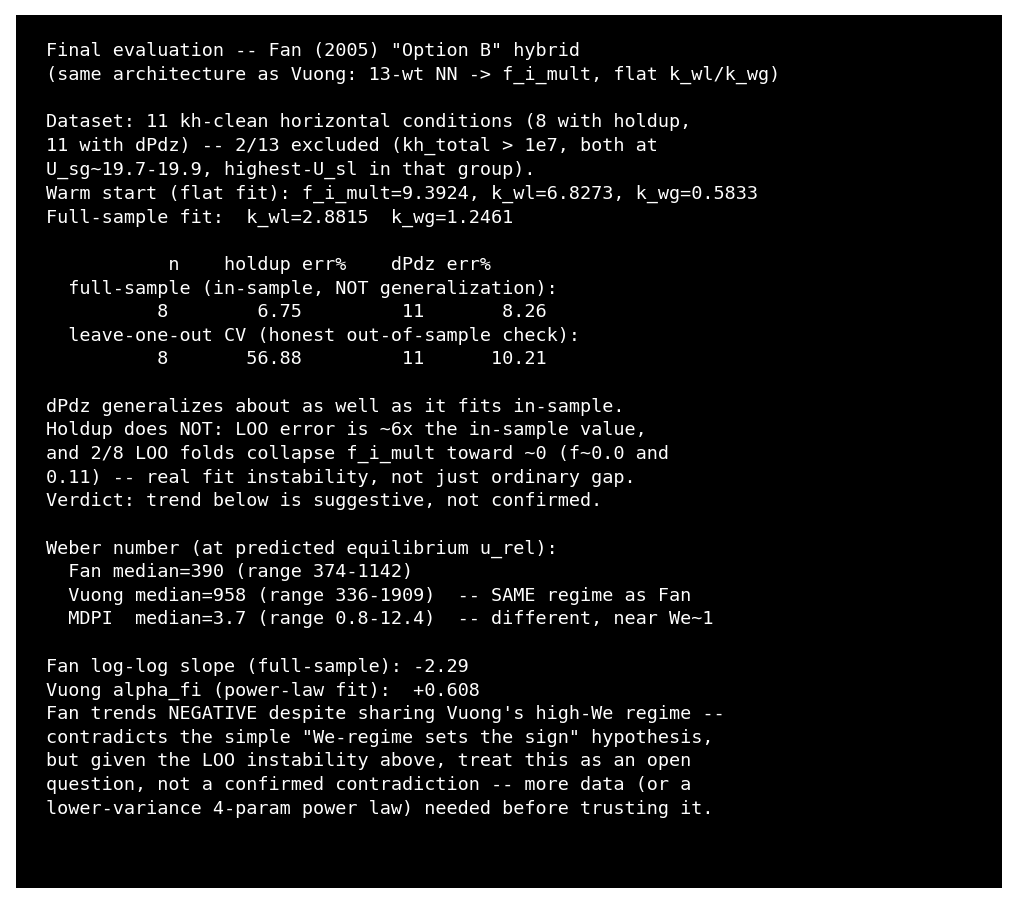 Final evaluation -- Fan (2005) "Option B" hybrid
(same architecture as Vuong: 13-wt NN -> f_i_mult, flat k_wl/k_wg)
Dataset: 11 kh-clean horizontal conditions (8 with holdup,
11 with dPdz) -- 2/13 excluded (kh_total > 1e7, both at
U_sg~19.7-19.9, highest-U_sl in that group).
Warm start (flat fit): f_i_mult=9.3924, k_wl=6.8273, k_wg=0.5833
Full-sample fit:  k_wl=2.8815  k_wg=1.2461
           n    holdup err%    dPdz err%
  full-sample (in-sample, NOT generalization):
          8        6.75         11       8.26
  leave-one-out CV (honest out-of-sample check):
          8       56.88         11      10.21
dPdz generalizes about as well as it fits in-sample.
Holdup does NOT: LOO error is ~6x the in-sample value,
and 2/8 LOO folds collapse f_i_mult toward ~0 (f~0.0 and
0.11) -- real fit instability, not just ordinary gap.
Verdict: trend below is suggestive, not confirmed.
Weber number (at predicted equilibrium u_rel):
  Fan median=390 (range 374-1142)
  Vuong median=958 (range 336-1909)  -- SAME regime as Fan
  MDPI  median=3.7 (range 0.8-12.4)  -- different, near We~1
Fan log-log slope (full-sample): -2.29
Vuong alpha_fi (power-law fit):  +0.608
Fan trends NEGATIVE despite sharing Vuong's high-We regime --
contradicts the simple "We-regime sets the sign" hypothesis,
but given the LOO instability above, treat this as an open
question, not a confirmed contradiction -- more data (or a
lower-variance 4-param power law) needed before trusting it.